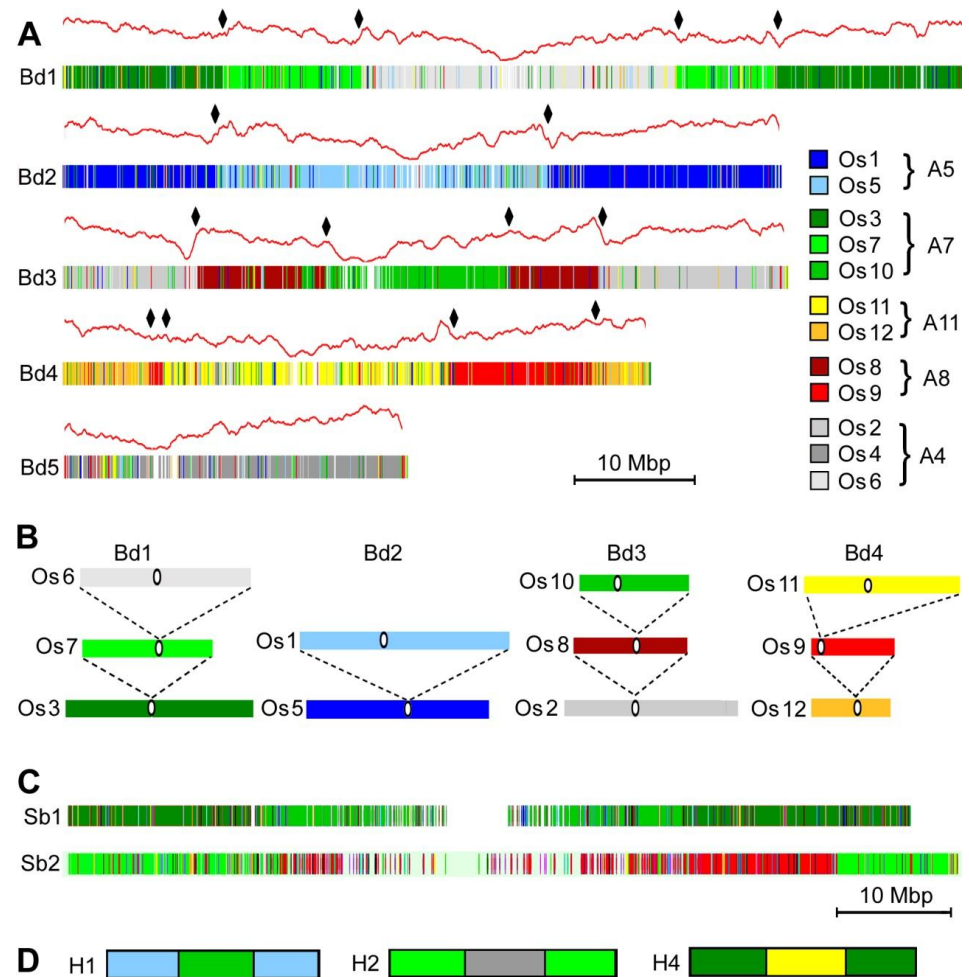 A
Bd1
Bd2
Os1
Os5
A5
Os3
Os7
Os10
A7
Bd3
Os11
Os12
A11
Bd4
Os8
Os9
A8
Bd5
Os2
Os4
Os6
A4
10 Mbp
B
Bd1 Bd2 Bd3 Bd4
Os6 Os10 Os11
Os7 Os1 Os8 Os9
Os3 Os5 Os2 Os12
C
Sb1
Sb2
10 Mbp
D H1 H2 H4